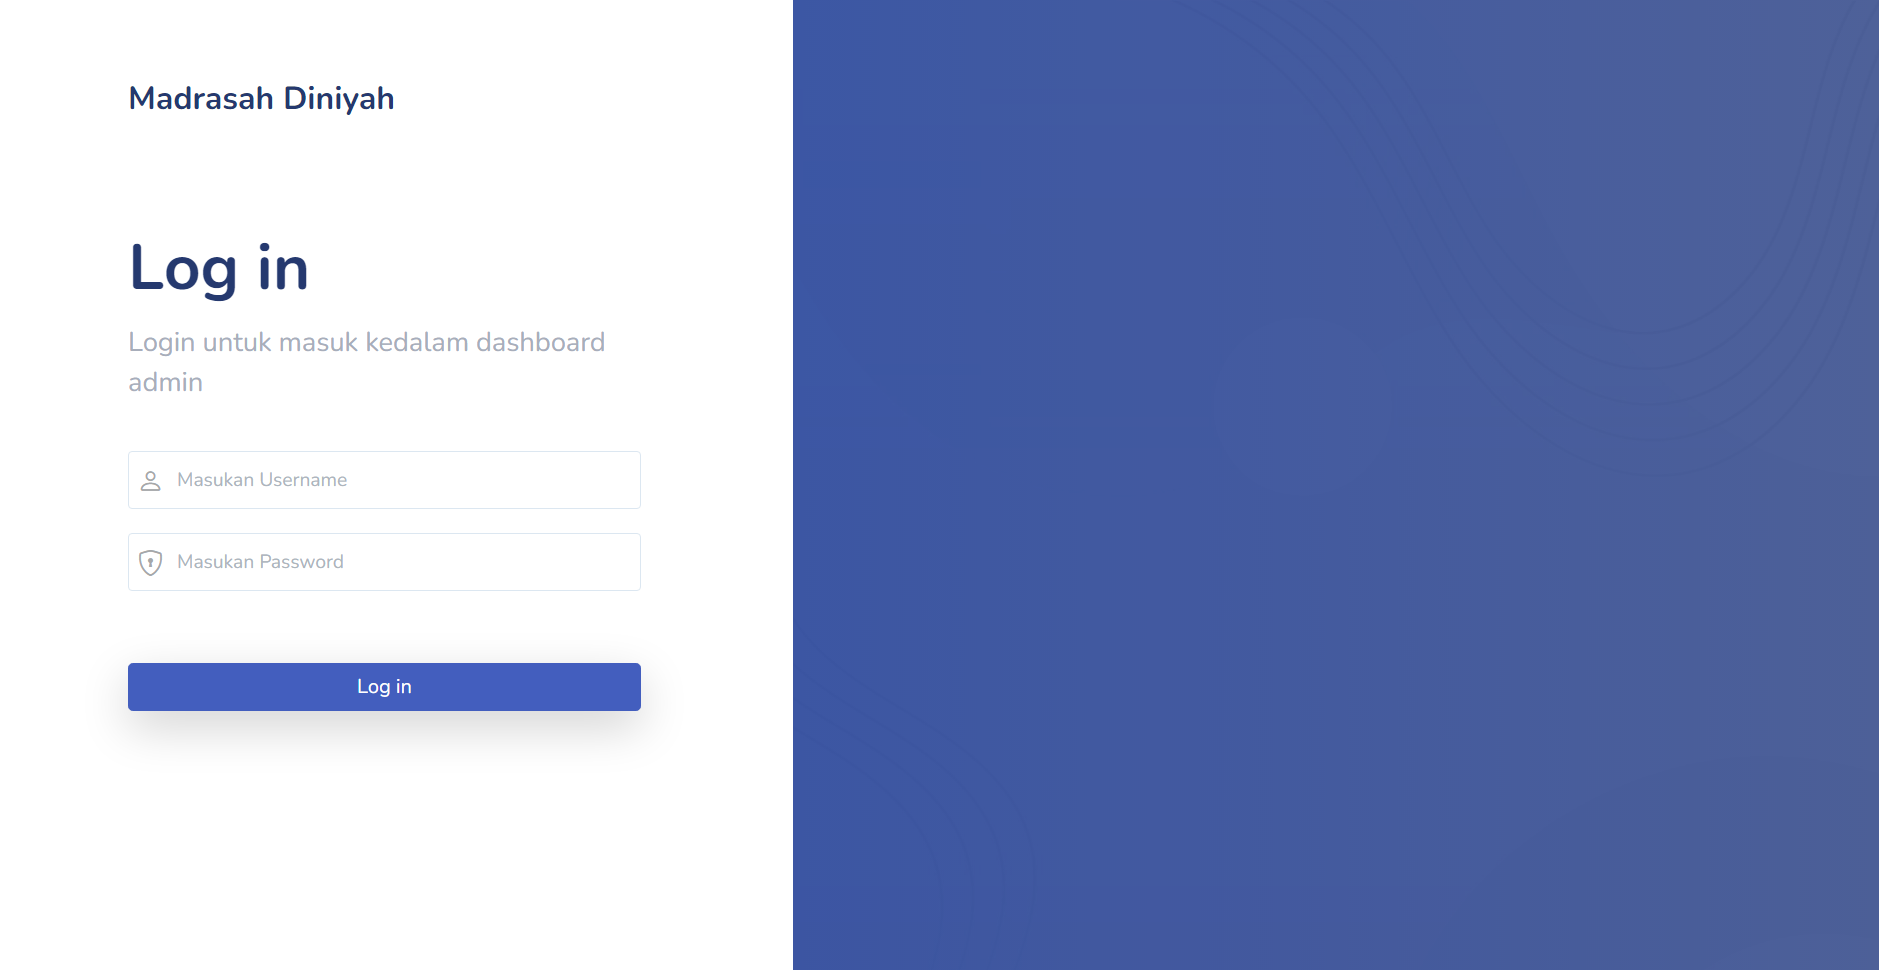 Madrasah Diniyah
Log in
Login untuk masuk kedalam dashboard
admin
Masukan Username
Masukan Password
Log in